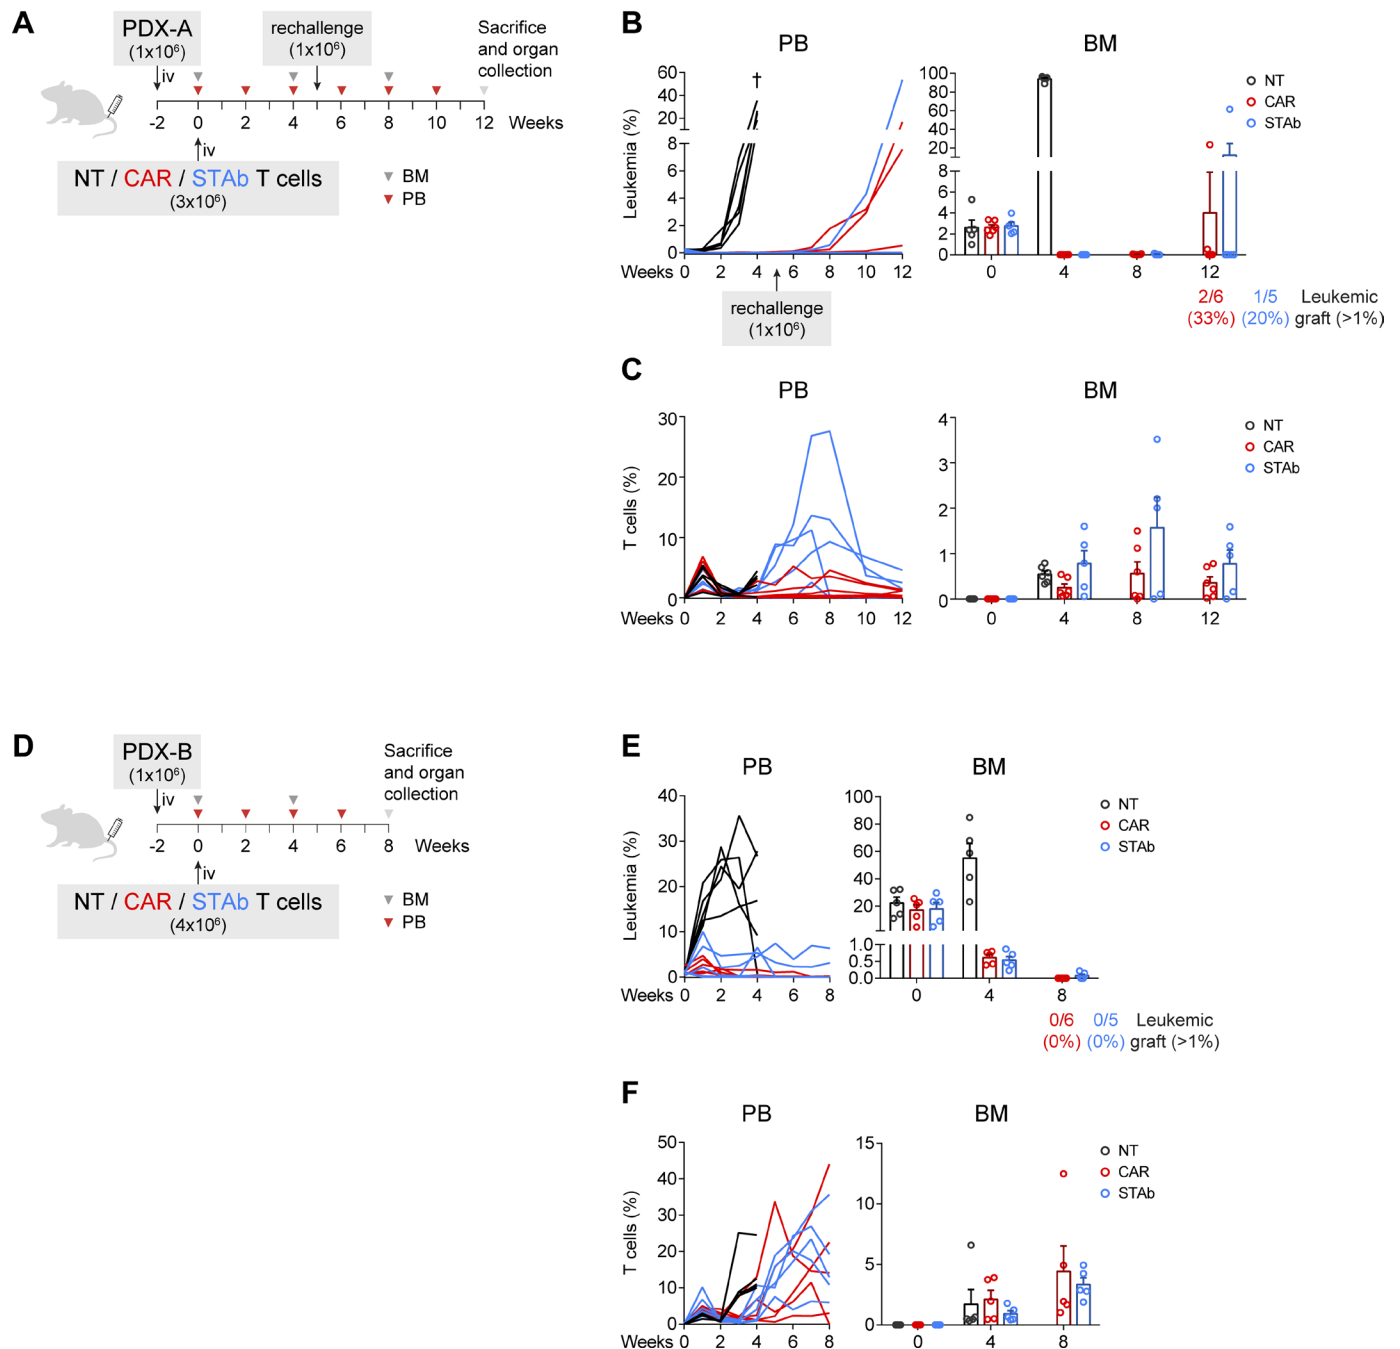 A
PDX-A
(1x10⁶)
iv
rechallenge
(1x10⁶)
Sacrifice
and organ
collection
-2 0 2 4 6 8 10 12 Weeks
iv
NT / CAR / STAb T cells
(3x10⁶)
BM
PB
B
PB
Leukemia (%)
60
40
20
8
6
4
2
0
†
Weeks 0 2 4 6 8 10 12
rechallenge
(1x10⁶)
BM
100
80
60
40
20
8
6
4
2
0
0 4 8 12
NT
CAR
STAb
2/6 1/5 Leukemic
(33%) (20%) graft (>1%)
C
PB
T cells (%)
30
20
10
0
Weeks 0 2 4 6 8 10 12
BM
4
3
2
1
0
0 4 8 12
NT
CAR
STAb
D
PDX-B
(1x10⁶)
iv
Sacrifice
and organ
collection
-2 0 2 4 6 8 Weeks
iv
NT / CAR / STAb T cells
(4x10⁶)
BM
PB
E
PB
Leukemia (%)
40
30
20
10
0
Weeks 0 2 4 6 8
BM
100
80
60
40
20
1.0
0.5
0.0
0 4 8
NT
CAR
STAb
0/6 0/5 Leukemic
(0%) (0%) graft (>1%)
F
PB
T cells (%)
50
40
30
20
10
0
Weeks 0 2 4 6 8
BM
15
10
5
0
0 4 8
NT
CAR
STAb